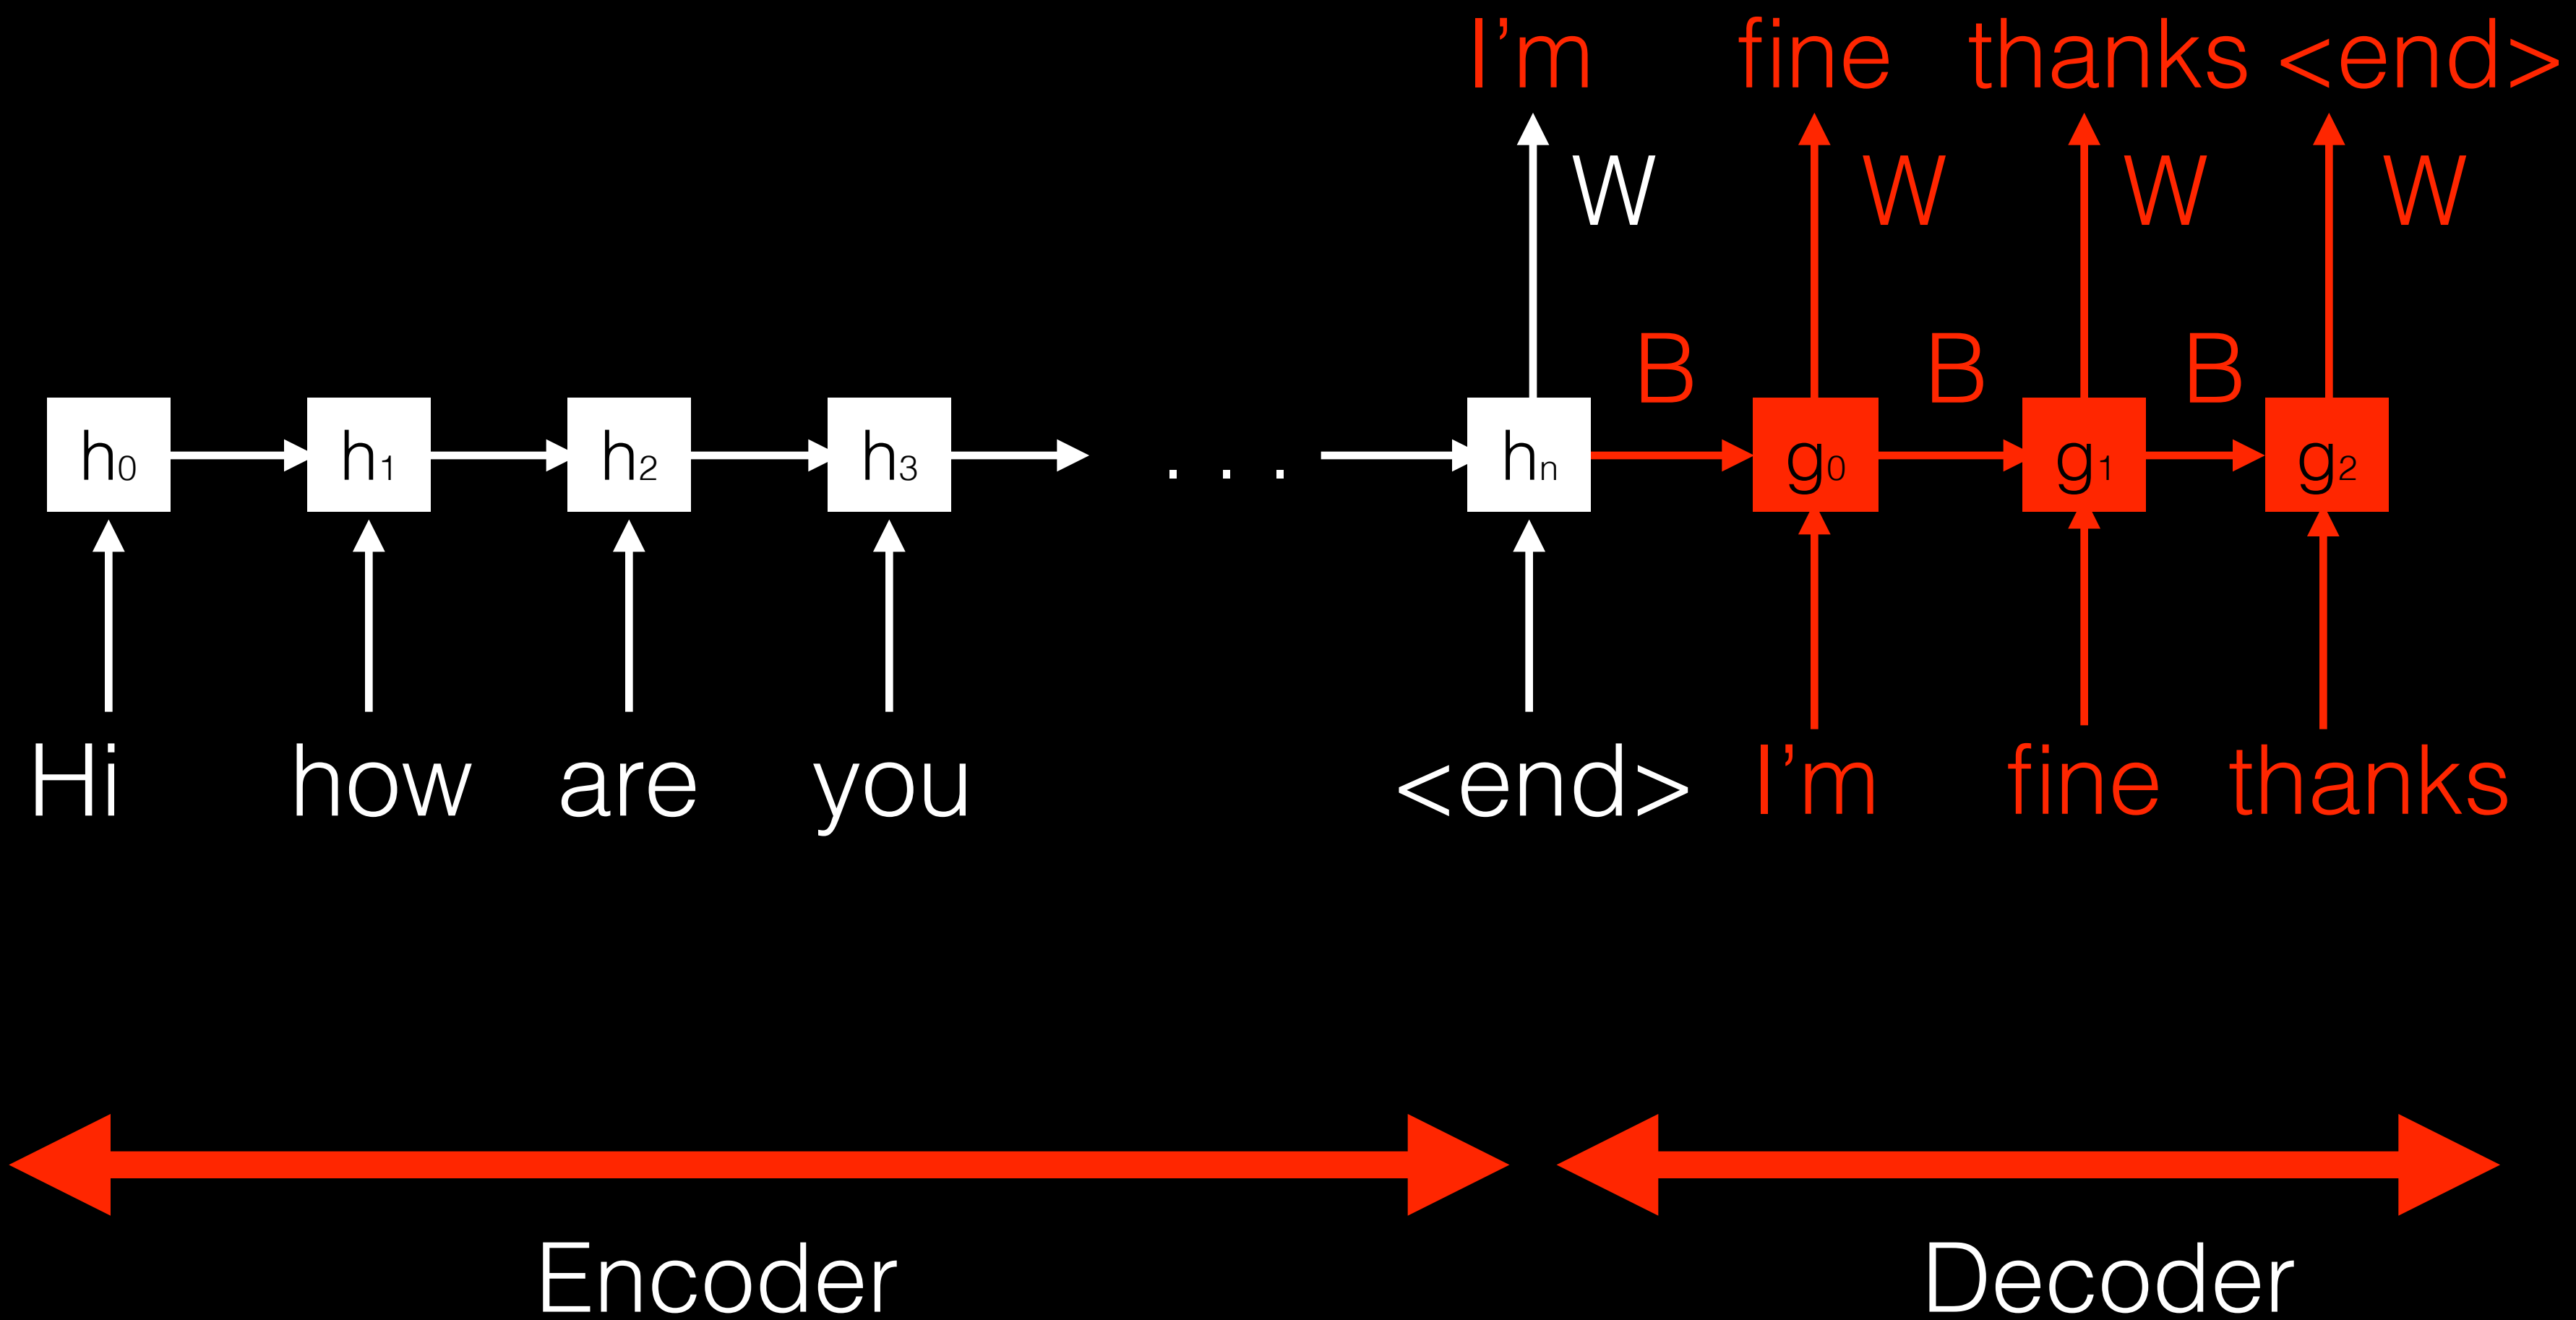 I’m fine thanks <end>
W W W W
B B B
h0 h1 h2 h3 . . . hn g0 g1 g2
Hi how are you <end> I’m fine thanks
Encoder Decoder